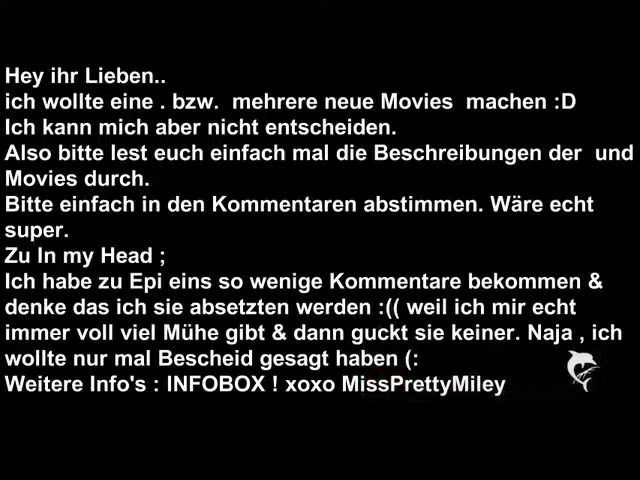 Hey ihr Lieben..
ich wollte eine . bzw. mehrere neue Movies machen :D
Ich kann mich aber nicht entscheiden.
Also bitte lest euch einfach mal die Beschreibungen der und
Movies durch.
Bitte einfach in den Kommentaren abstimmen. Wäre echt
super.
Zu In my Head ;
Ich habe zu Epi eins so wenige Kommentare bekommen &
denke das ich sie absetzten werden :(( weil ich mir echt
immer voll viel Mühe gibt & dann guckt sie keiner. Naja , ich
wollte nur mal Bescheid gesagt haben (:
Weitere Info's : INFOBOX ! xoxo MissPrettyMiley